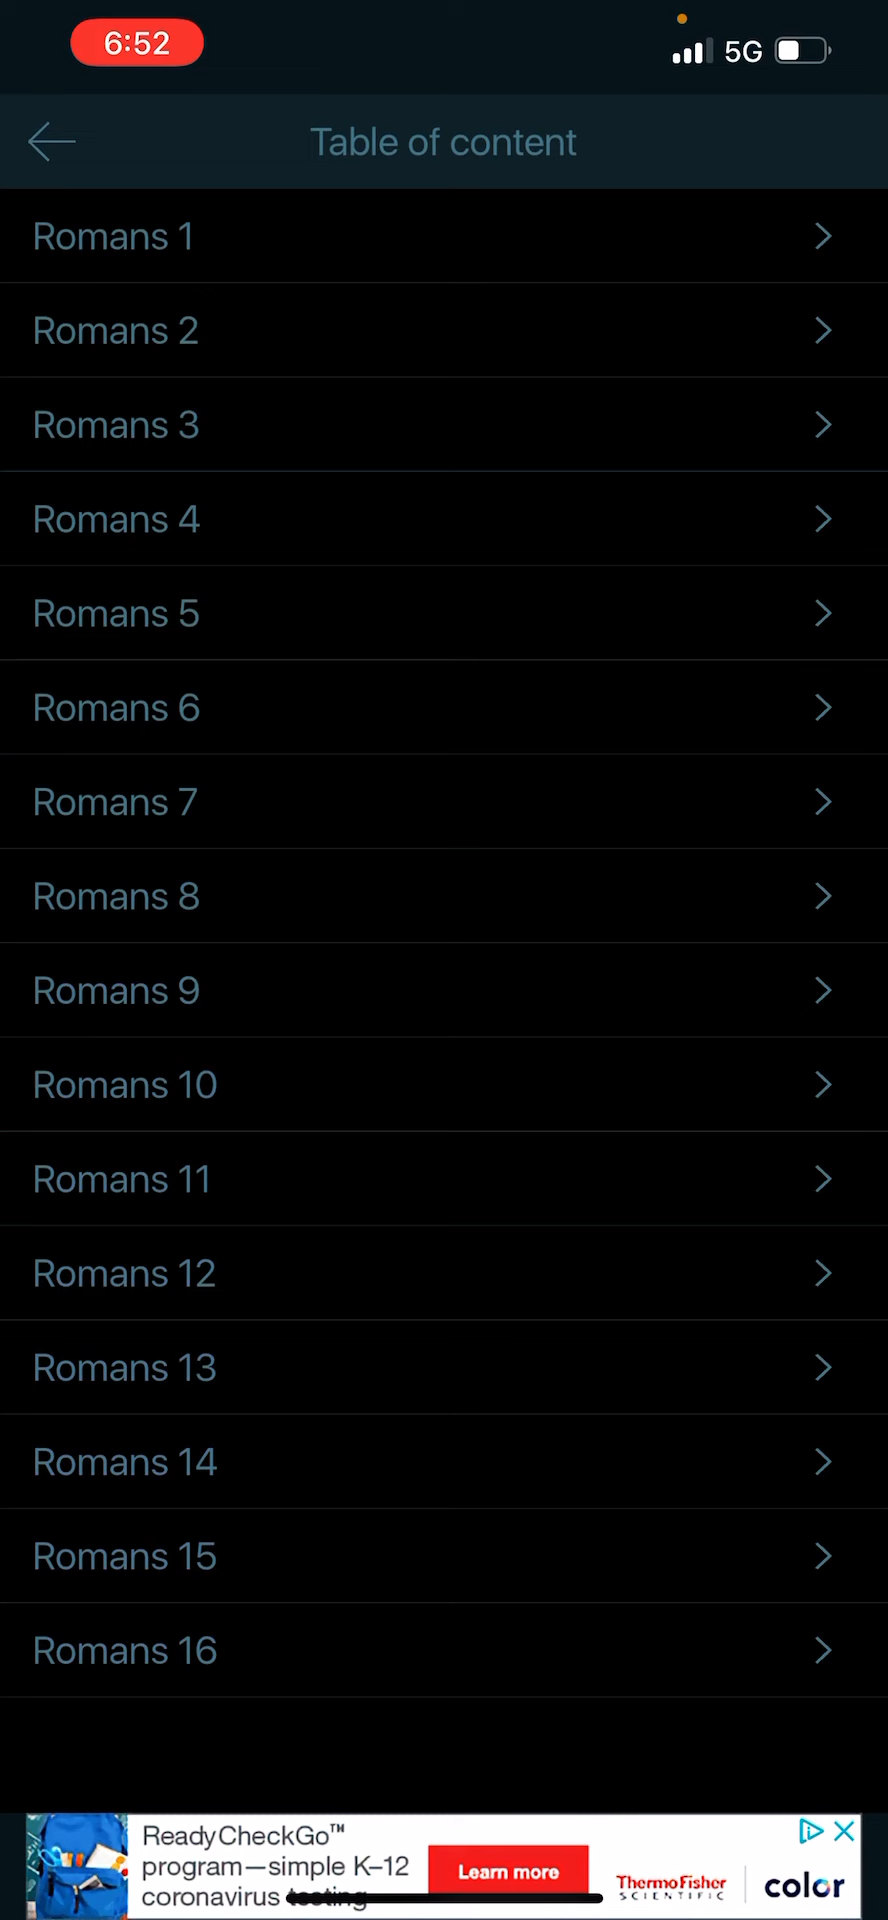 6:52
5G
Table of content
Romans 1
Romans 2
Romans 3
Romans 4
Romans 5
Romans 6
Romans 7
Romans 8
Romans 9
Romans 10
Romans 11
Romans 12
Romans 13
Romans 14
Romans 15
Romans 16
ReadyCheckGo™
program—simple K–12
coronavirus testing
Learn more
ThermoFisher
SCIENTIFIC
color